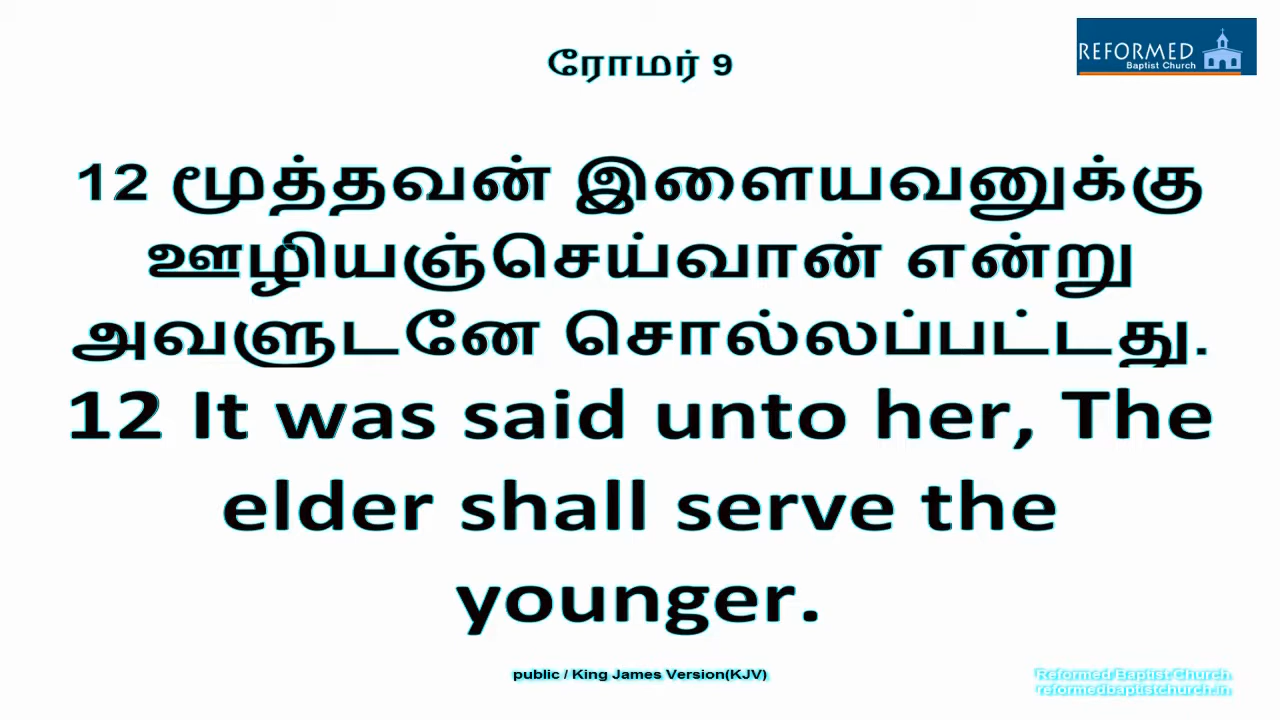 ரோமர் 9
REFORMED
Baptist Church
12 மூத்தவன் இளையவனுக்கு
ஊழியஞ்செய்வான் என்று
அவளுடனே சொல்லப்பட்டது.
12 It was said unto her, The
elder shall serve the
younger.
public / King James Version(KJV)
Reformed Baptist Church
reformedbaptistchurch.in